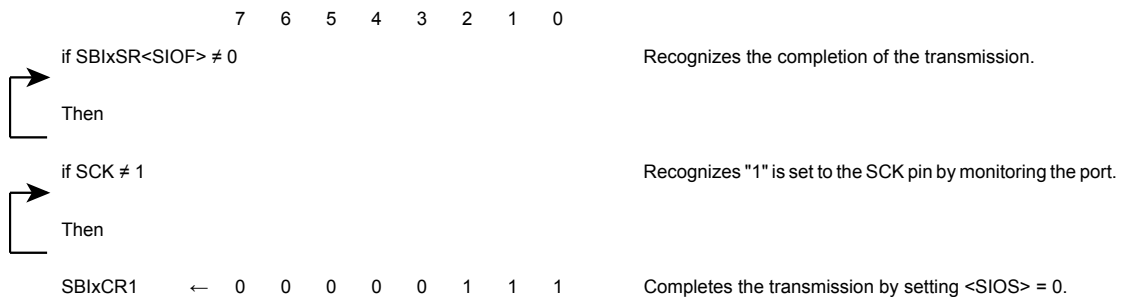 7 6 5 4 3 2 1 0
if SBIxSR<SIOF> ≠ 0 Recognizes the completion of the transmission.
Then
if SCK ≠ 1 Recognizes "1" is set to the SCK pin by monitoring the port.
Then
SBIxCR1 ← 0 0 0 0 0 1 1 1 Completes the transmission by setting <SIOS> = 0.